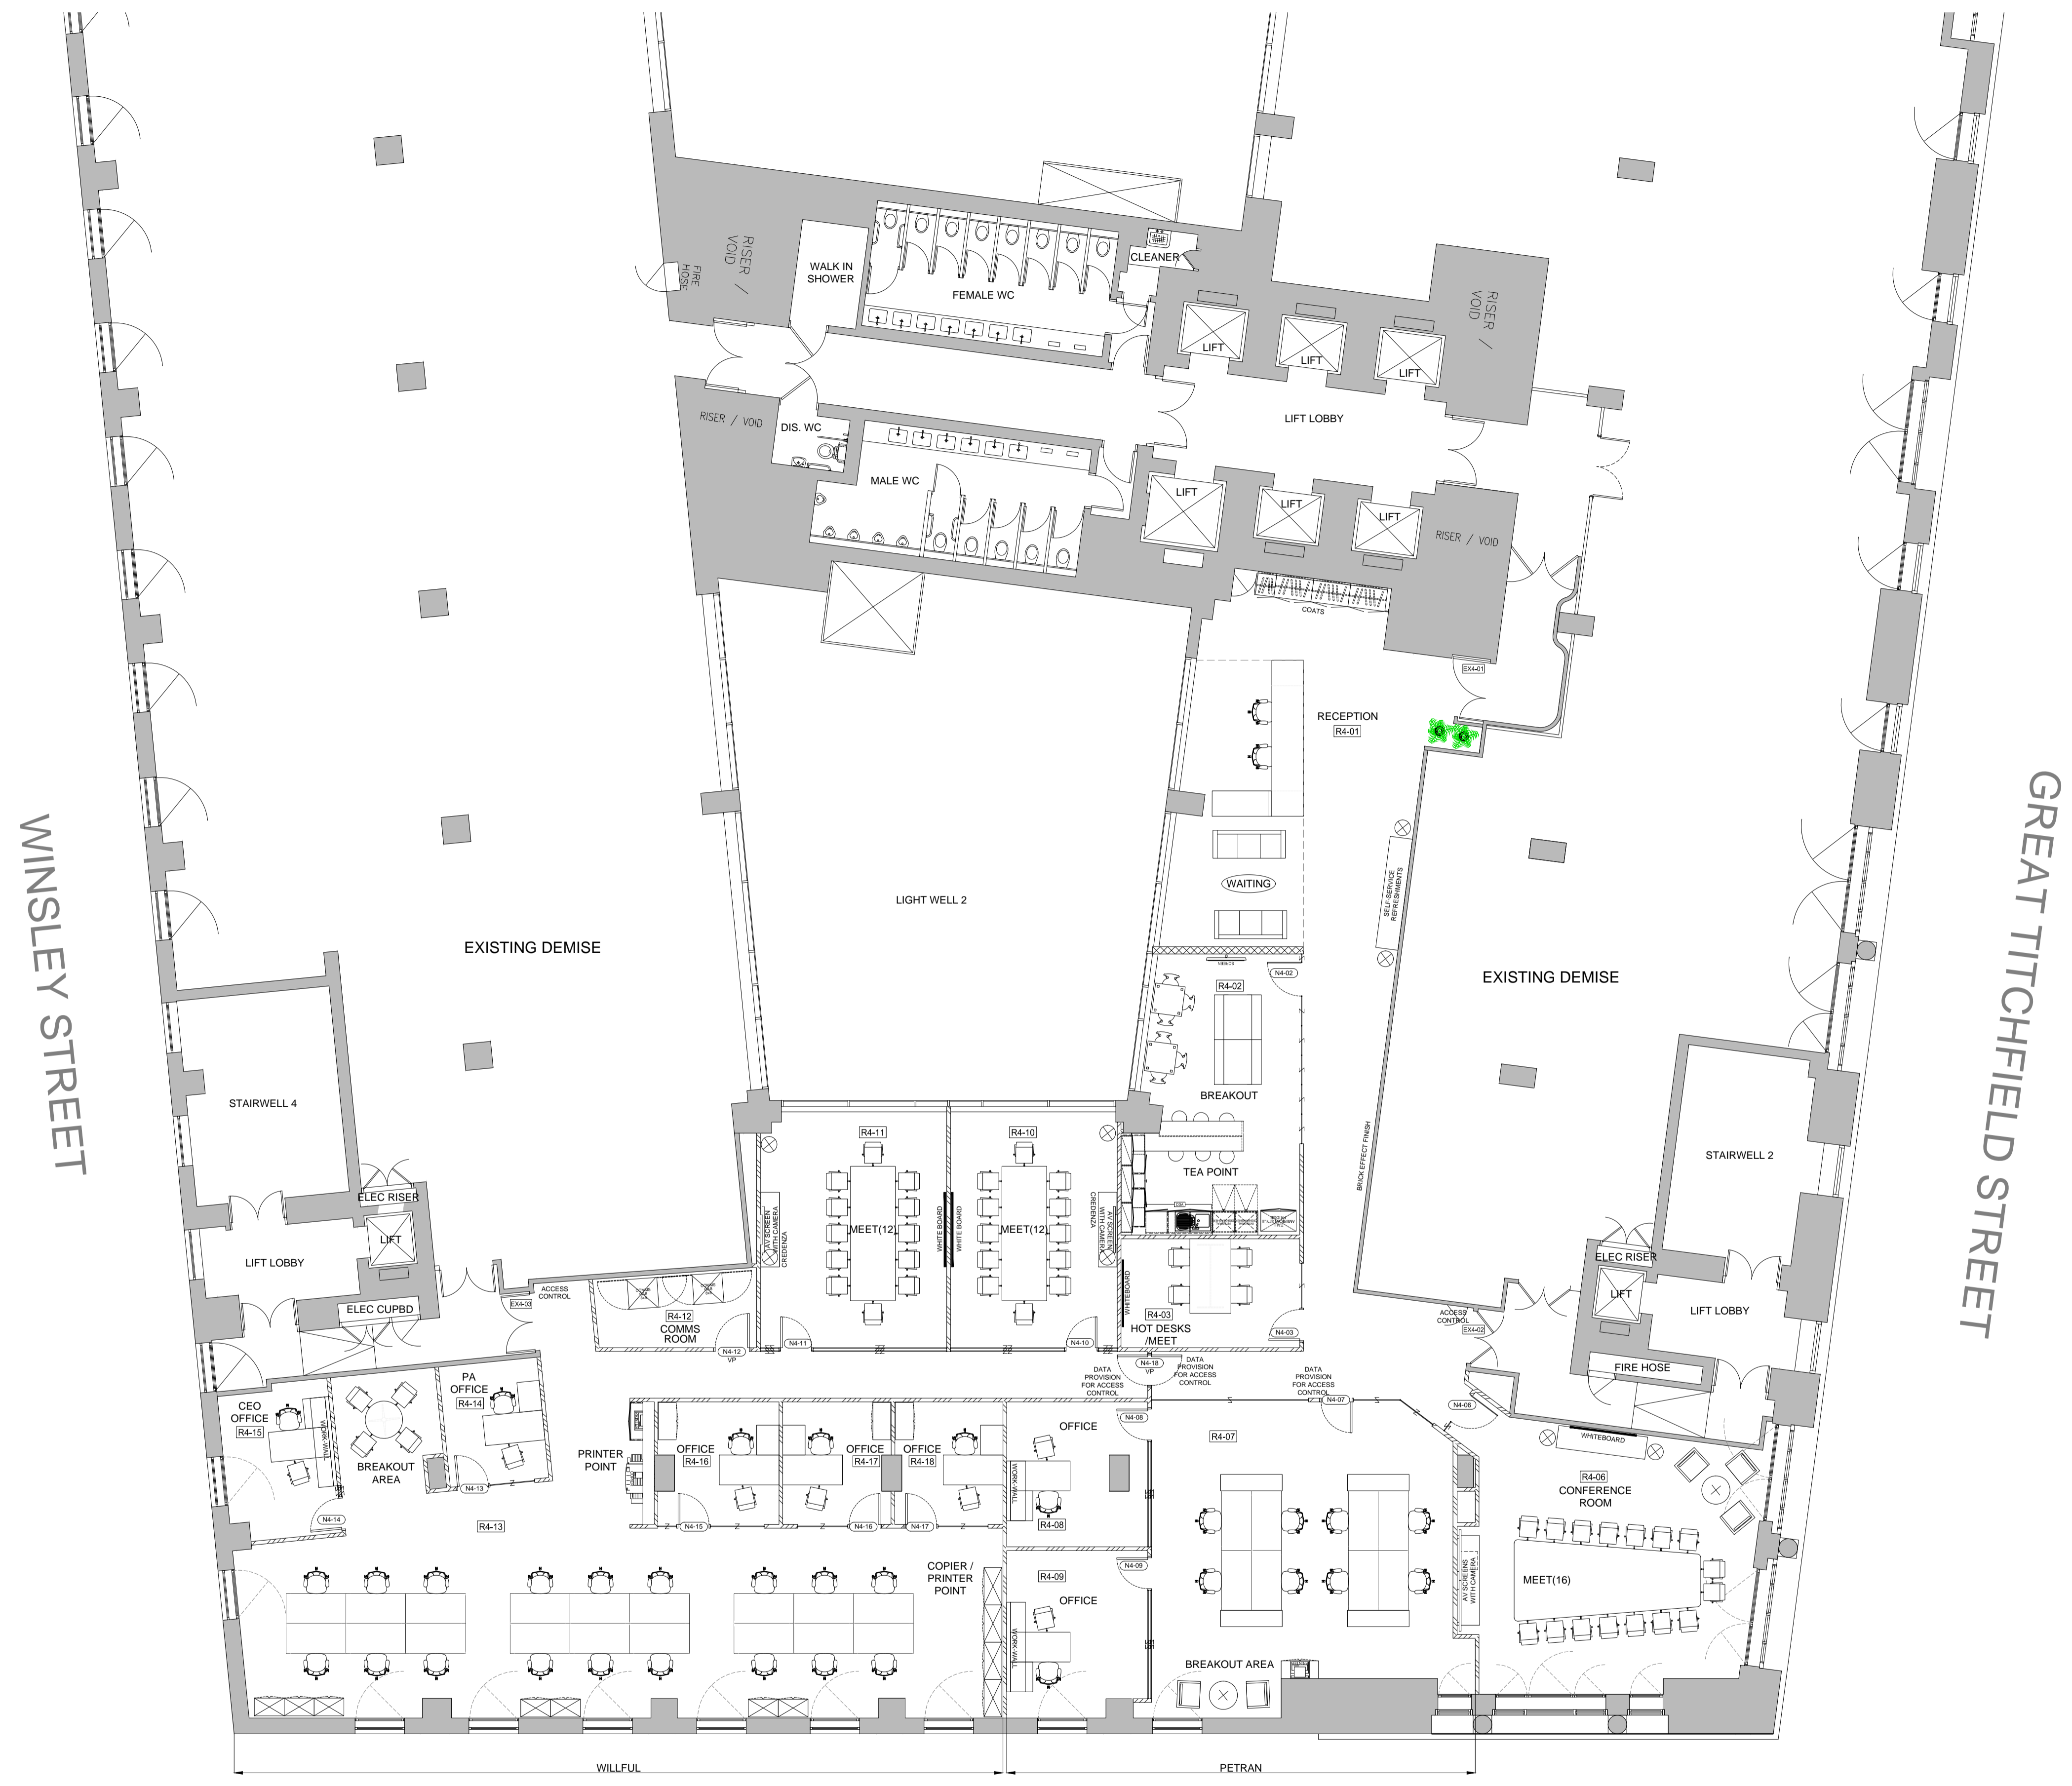 RISER /
VOID
FIRE
HOSE
WALK IN
SHOWER
FEMALE WC
CLEANER
RISER /
VOID
LIFT
LIFT
LIFT
LIFT LOBBY
RISER / VOID
DIS. WC
MALE WC
LIFT
LIFT
LIFT
RISER / VOID
COATS
EX4-01
RECEPTION
R4-01
WINSLEY STREET
GREAT TITCHFIELD STREET
LIGHT WELL 2
WAITING
SELF-SERVICE
REFRESHMENTS
EXISTING DEMISE
EXISTING DEMISE
SCREEN
N4-02
R4-02
BREAKOUT
STAIRWELL 4
STAIRWELL 2
BRICK EFFECT FINISH
R4-11
R4-10
TEA POINT
ELEC RISER
LIFT
LIFT LOBBY
ELEC CUPBD
MEET(12)
MEET(12)
AV SCREEN
WITH CAMERA
CREDENZA
WHITE BOARD
WHITE BOARD
CREDENZA
AV SCREEN
WITH CAMERA
WHITEBOARD
R4-03
HOT DESKS
/MEET
N4-03
ELEC RISER
LIFT
LIFT LOBBY
FIRE HOSE
ACCESS
CONTROL
EX4-03
R4-12
COMMS
ROOM
N4-12
VP
N4-11
N4-10
N4-18
VP
DATA
PROVISION
FOR ACCESS
CONTROL
DATA
PROVISION
FOR ACCESS
CONTROL
DATA
PROVISION
FOR ACCESS
CONTROL
ACCESS
CONTROL
EX4-02
N4-07
N4-06
CEO
OFFICE
R4-15
WORK-WALL
BREAKOUT
AREA
PA
OFFICE
R4-14
N4-13
N4-14
R4-13
PRINTER
POINT
OFFICE
R4-16
OFFICE
R4-17
OFFICE
R4-18
N4-15
N4-16
N4-17
OFFICE
N4-08
WORK-WALL
R4-08
R4-07
WHITEBOARD
R4-06
CONFERENCE
ROOM
COPIER /
PRINTER
POINT
R4-09
N4-09
OFFICE
WORK-WALL
AV SCREENS
WITH CAMERA
MEET(16)
BREAKOUT AREA
WILLFUL
PETRAN